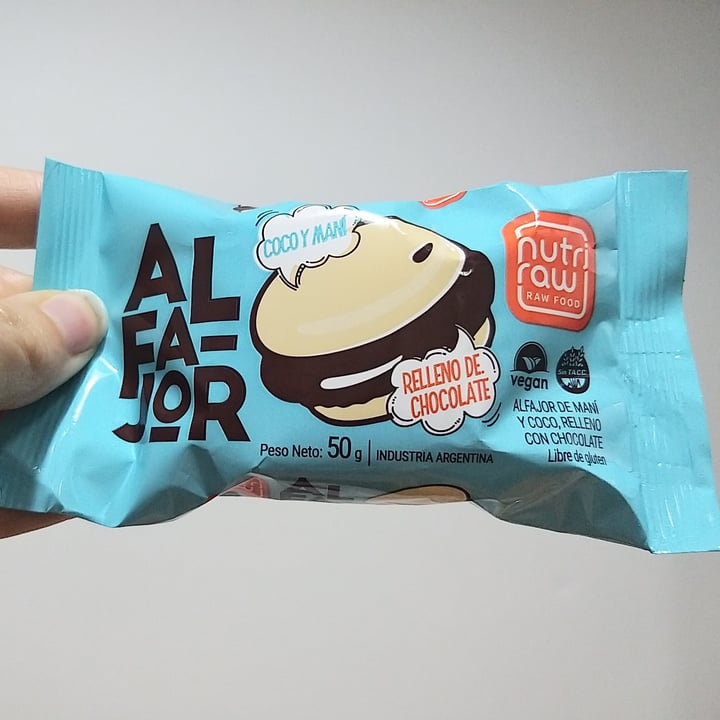 AL
FA-
JOR
COCO Y MANÍ
RELLENO DE
CHOCOLATE
Peso Neto: 50 g | INDUSTRIA ARGENTINA
nutri
raw
RAW FOOD
vegan
Sin T.A.C.C.
ALFAJOR DE MANÍ
Y COCO, RELLENO
CON CHOCOLATE
Libre de gluten